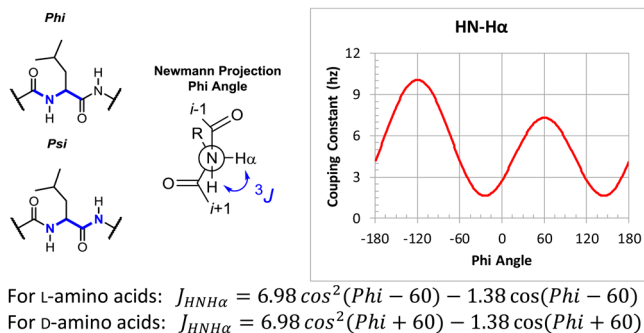 Phi
O
N
H
O
H
N
Psi
O
N
H
O
H
N
Newmann Projection
Phi Angle
i-1
O
R
N
Hα
O
H
³J
i+1
HN-Hα
Couping Constant (hz)
12
9
6
3
0
-180 -120 -60 0 60 120 180
Phi Angle
For L-amino acids: J_HNHα = 6.98 cos²(Phi − 60) − 1.38 cos(Phi − 60)
For D-amino acids: J_HNHα = 6.98 cos²(Phi + 60) − 1.38 cos(Phi + 60)